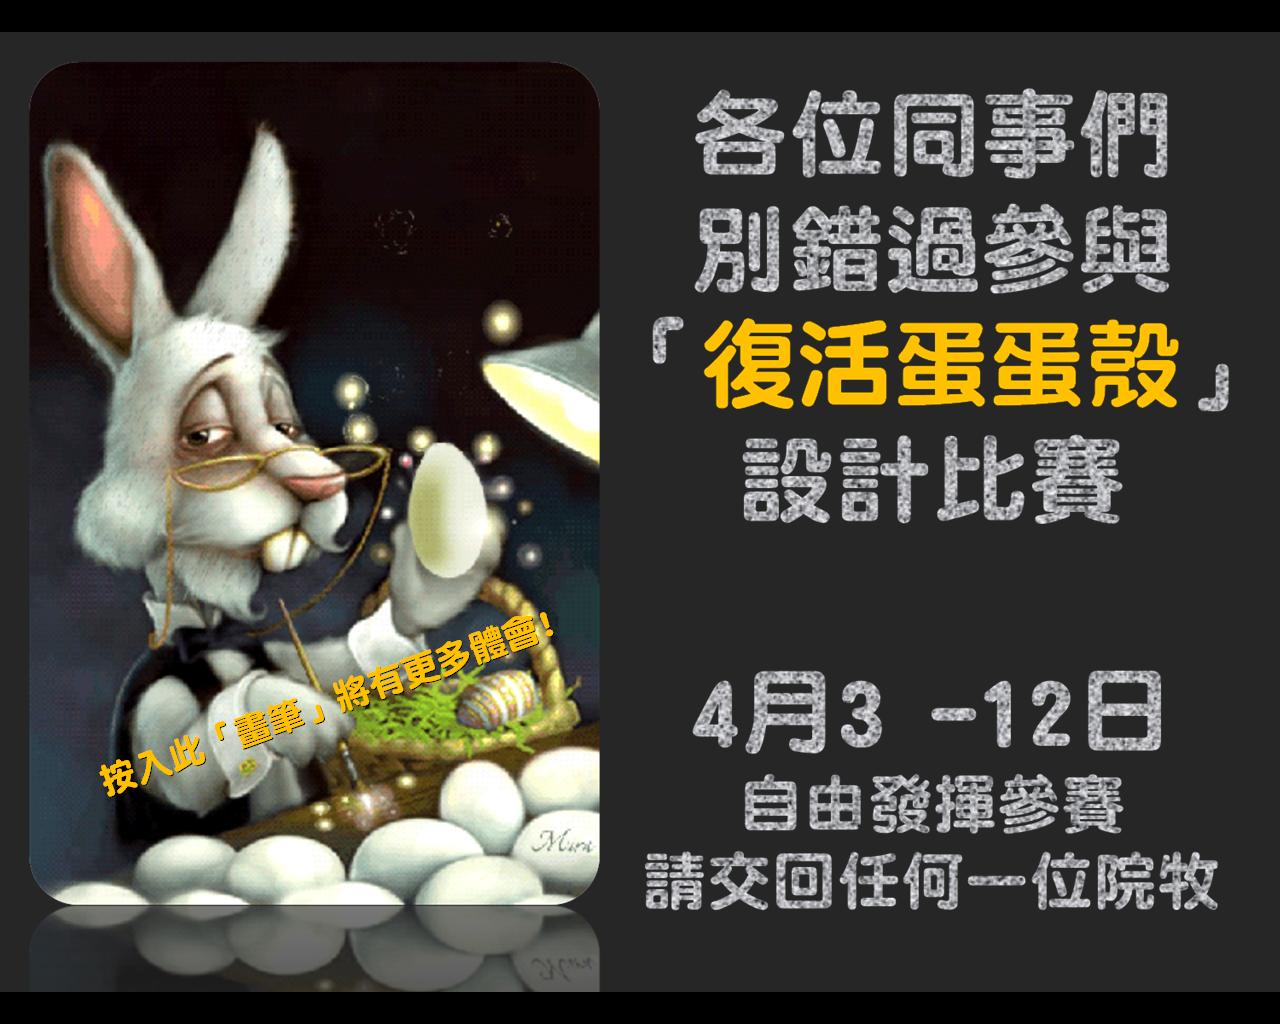 各位同事們
別錯過參與
「復活蛋蛋殼」
設計比賽
4月3 -12日
自由發揮參賽
請交回任何一位院牧
按入此「畫筆」將有更多體會!
Mira